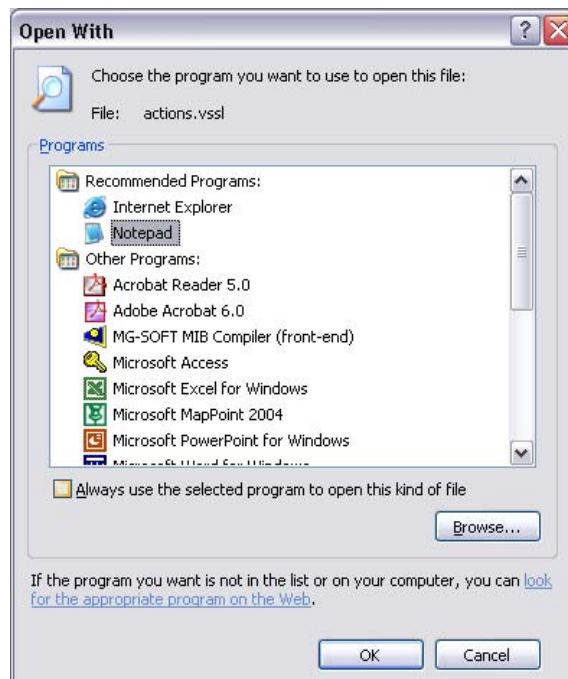 Open With
Choose the program you want to use to open this file:
File: actions.vssl
Programs
Recommended Programs:
Internet Explorer
Notepad
Other Programs:
Acrobat Reader 5.0
Adobe Acrobat 6.0
MG-SOFT MIB Compiler (front-end)
Microsoft Access
Microsoft Excel for Windows
Microsoft MapPoint 2004
Microsoft PowerPoint for Windows
Microsoft Word for Windows
Always use the selected program to open this kind of file
Browse...
If the program you want is not in the list or on your computer, you can look
for the appropriate program on the Web.
OK
Cancel